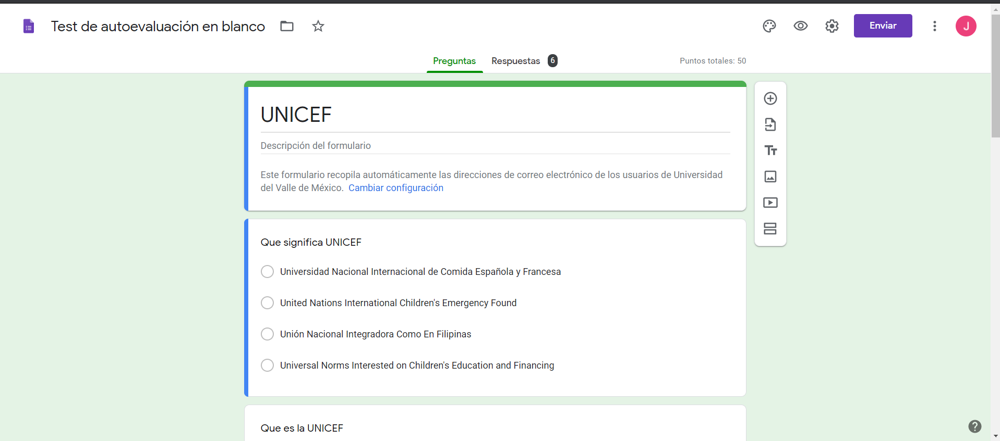 Test de autoevaluación en blanco
Enviar
J
Preguntas
Respuestas 6
Puntos totales: 50
UNICEF
Descripción del formulario
Este formulario recopila automáticamente las direcciones de correo electrónico de los usuarios de Universidad
del Valle de México. Cambiar configuración
Tт
Que significa UNICEF
Universidad Nacional Internacional de Comida Española y Francesa
United Nations International Children's Emergency Found
Unión Nacional Integradora Como En Filipinas
Universal Norms Interested on Children's Education and Financing
Que es la UNICEF
?